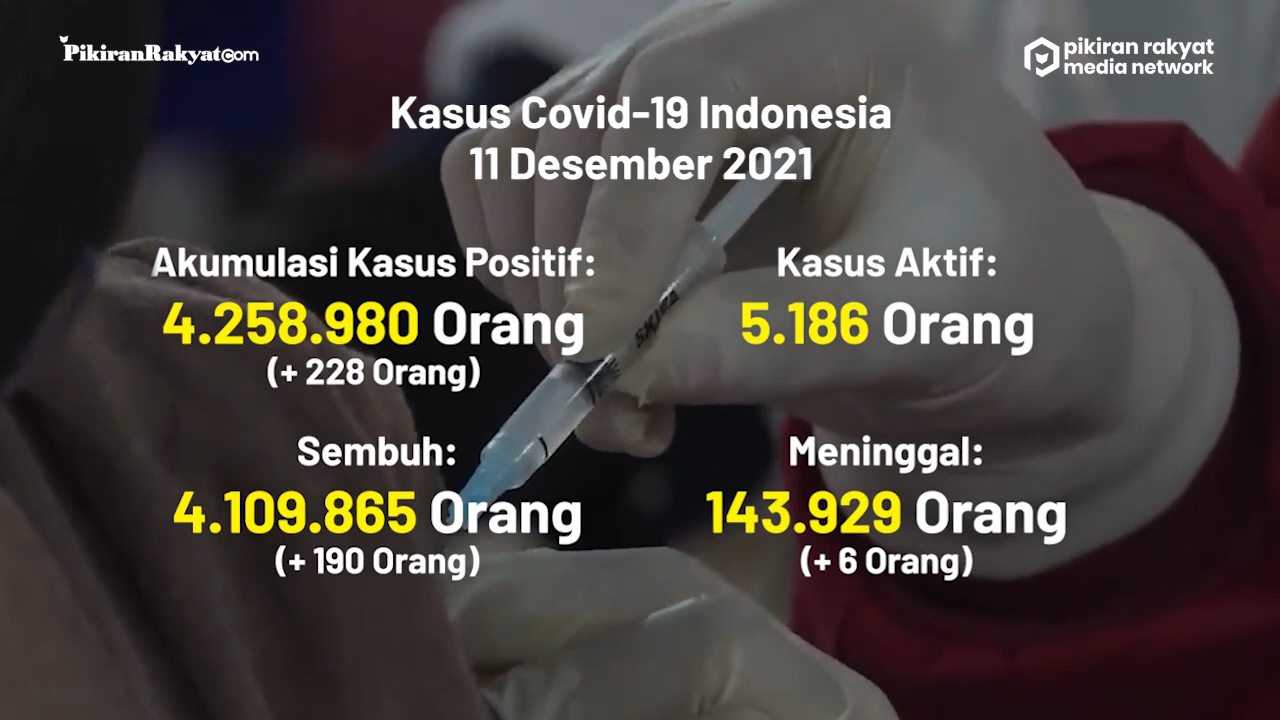 PikiranRakyat.com
pikiran rakyat
media network
Kasus Covid-19 Indonesia
11 Desember 2021
Akumulasi Kasus Positif:
4.258.980 Orang
(+ 228 Orang)
Kasus Aktif:
5.186 Orang
Sembuh:
4.109.865 Orang
(+ 190 Orang)
Meninggal:
143.929 Orang
(+ 6 Orang)